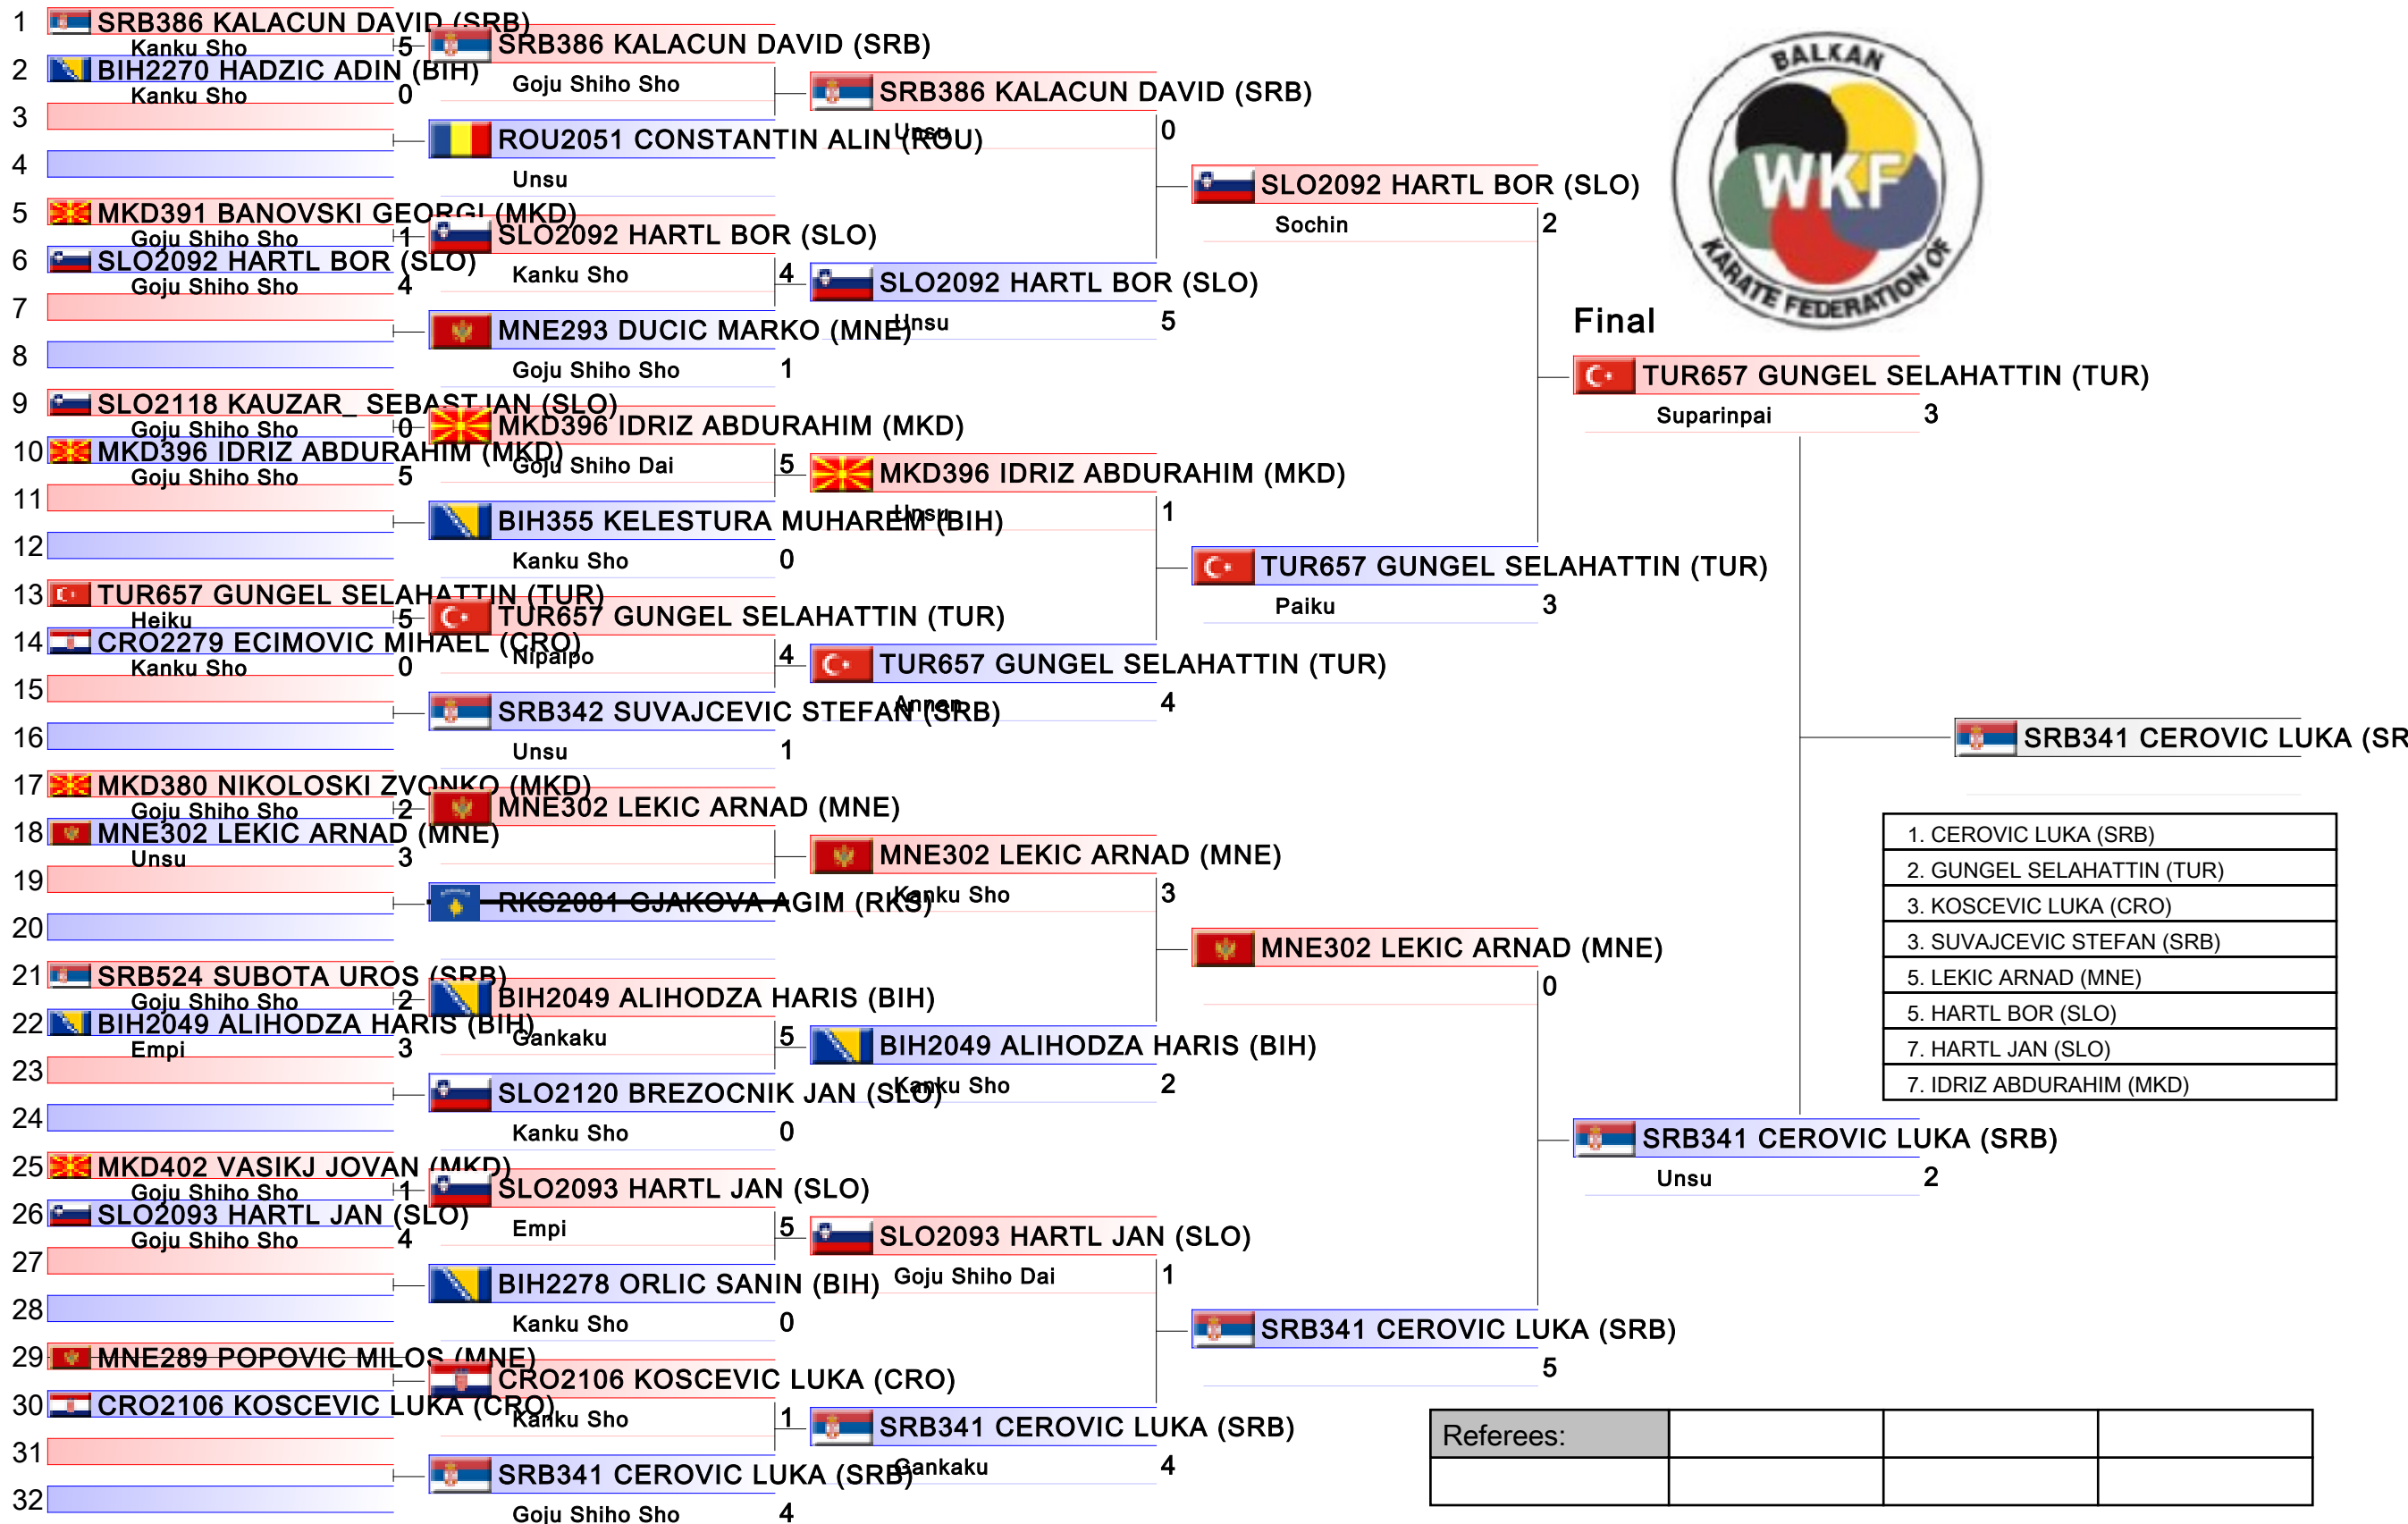 1 SRB386 KALACUN DAVID (SRB)
Kanku Sho 5
2 BIH2270 HADZIC ADIN (BIH)
Kanku Sho 0
3
4
5 MKD391 BANOVSKI GEORGI (MKD)
Goju Shiho Sho 1
6 SLO2092 HARTL BOR (SLO)
Goju Shiho Sho 4
7
8
9 SLO2118 KAUZAR_ SEBASTJAN (SLO)
Goju Shiho Sho 0
10 MKD396 IDRIZ ABDURAHIM (MKD)
Goju Shiho Sho 5
11
12
13 TUR657 GUNGEL SELAHATTIN (TUR)
Heiku 5
14 CRO2279 ECIMOVIC MIHAEL (CRO)
Kanku Sho 0
15
16
17 MKD380 NIKOLOSKI ZVONKO (MKD)
Goju Shiho Sho 2
18 MNE302 LEKIC ARNAD (MNE)
Unsu 3
19
20
21 SRB524 SUBOTA UROS (SRB)
Goju Shiho Sho 2
22 BIH2049 ALIHODZA HARIS (BIH)
Empi 3
23
24
25 MKD402 VASIKJ JOVAN (MKD)
Goju Shiho Sho 1
26 SLO2093 HARTL JAN (SLO)
Goju Shiho Sho 4
27
28
29 MNE289 POPOVIC MILOS (MNE)
30 CRO2106 KOSCEVIC LUKA (CRO)
31
32
SRB386 KALACUN DAVID (SRB)
Goju Shiho Sho
ROU2051 CONSTANTIN ALIN (ROU)
Unsu
SLO2092 HARTL BOR (SLO)
Kanku Sho 4
MNE293 DUCIC MARKO (MNE)
Goju Shiho Sho 1
MKD396 IDRIZ ABDURAHIM (MKD)
Goju Shiho Dai 5
BIH355 KELESTURA MUHAREM (BIH)
Kanku Sho 0
TUR657 GUNGEL SELAHATTIN (TUR)
Nipaipo 4
SRB342 SUVAJCEVIC STEFAN (SRB)
Unsu 1
MNE302 LEKIC ARNAD (MNE)
RKS2081 GJAKOVA AGIM (RKS)
BIH2049 ALIHODZA HARIS (BIH)
Gankaku 5
SLO2120 BREZOCNIK JAN (SLO)
Kanku Sho 0
SLO2093 HARTL JAN (SLO)
Empi 5
BIH2278 ORLIC SANIN (BIH)
Kanku Sho 0
CRO2106 KOSCEVIC LUKA (CRO)
Kanku Sho 1
SRB341 CEROVIC LUKA (SRB)
Goju Shiho Sho 4
SRB386 KALACUN DAVID (SRB)
Unsu 0
SLO2092 HARTL BOR (SLO)
Unsu 5
MKD396 IDRIZ ABDURAHIM (MKD)
Unsu 1
TUR657 GUNGEL SELAHATTIN (TUR)
Annan 4
MNE302 LEKIC ARNAD (MNE)
Kanku Sho 3
BIH2049 ALIHODZA HARIS (BIH)
Kanku Sho 2
SLO2093 HARTL JAN (SLO)
Goju Shiho Dai 1
SRB341 CEROVIC LUKA (SRB)
Gankaku 4
SLO2092 HARTL BOR (SLO)
Sochin 2
TUR657 GUNGEL SELAHATTIN (TUR)
Paiku 3
MNE302 LEKIC ARNAD (MNE)
0
SRB341 CEROVIC LUKA (SRB)
5
BALKAN
WKF
KARATE FEDERATION OF
Final
TUR657 GUNGEL SELAHATTIN (TUR)
Suparinpai 3
SRB341 CEROVIC LUKA (SRB)
Unsu 2
SRB341 CEROVIC LUKA (SR
1. CEROVIC LUKA (SRB)
2. GUNGEL SELAHATTIN (TUR)
3. KOSCEVIC LUKA (CRO)
3. SUVAJCEVIC STEFAN (SRB)
5. LEKIC ARNAD (MNE)
5. HARTL BOR (SLO)
7. HARTL JAN (SLO)
7. IDRIZ ABDURAHIM (MKD)
Referees: